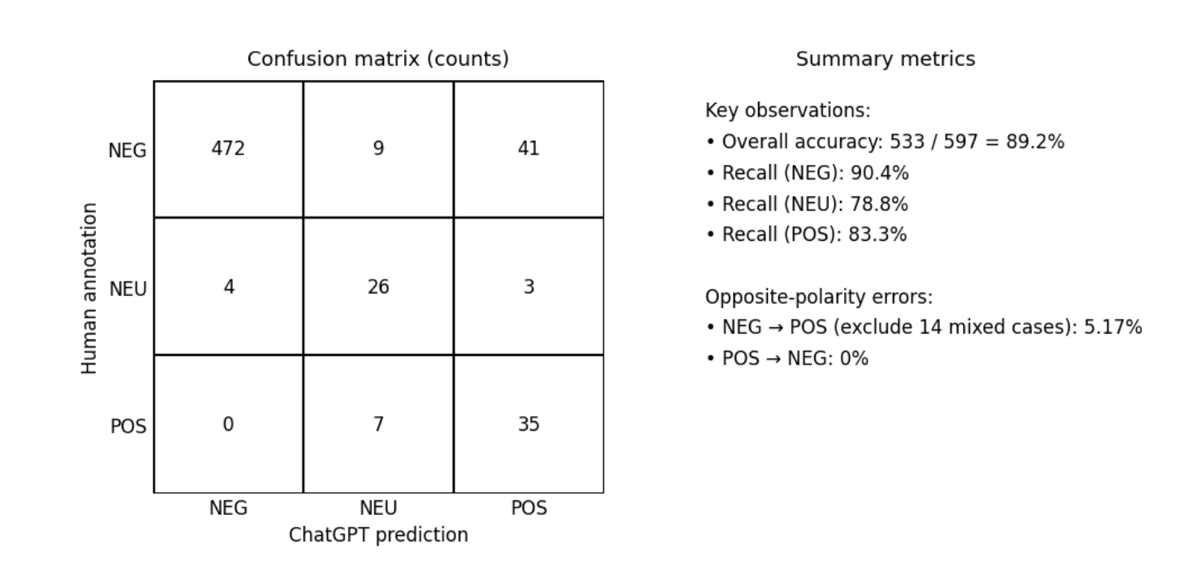 Confusion matrix (counts)
NEG 472 9 41
NEU 4 26 3
POS 0 7 35
NEG NEU POS
ChatGPT prediction
Human annotation
Summary metrics
Key observations:
• Overall accuracy: 533 / 597 = 89.2%
• Recall (NEG): 90.4%
• Recall (NEU): 78.8%
• Recall (POS): 83.3%
Opposite-polarity errors:
• NEG → POS (exclude 14 mixed cases): 5.17%
• POS → NEG: 0%